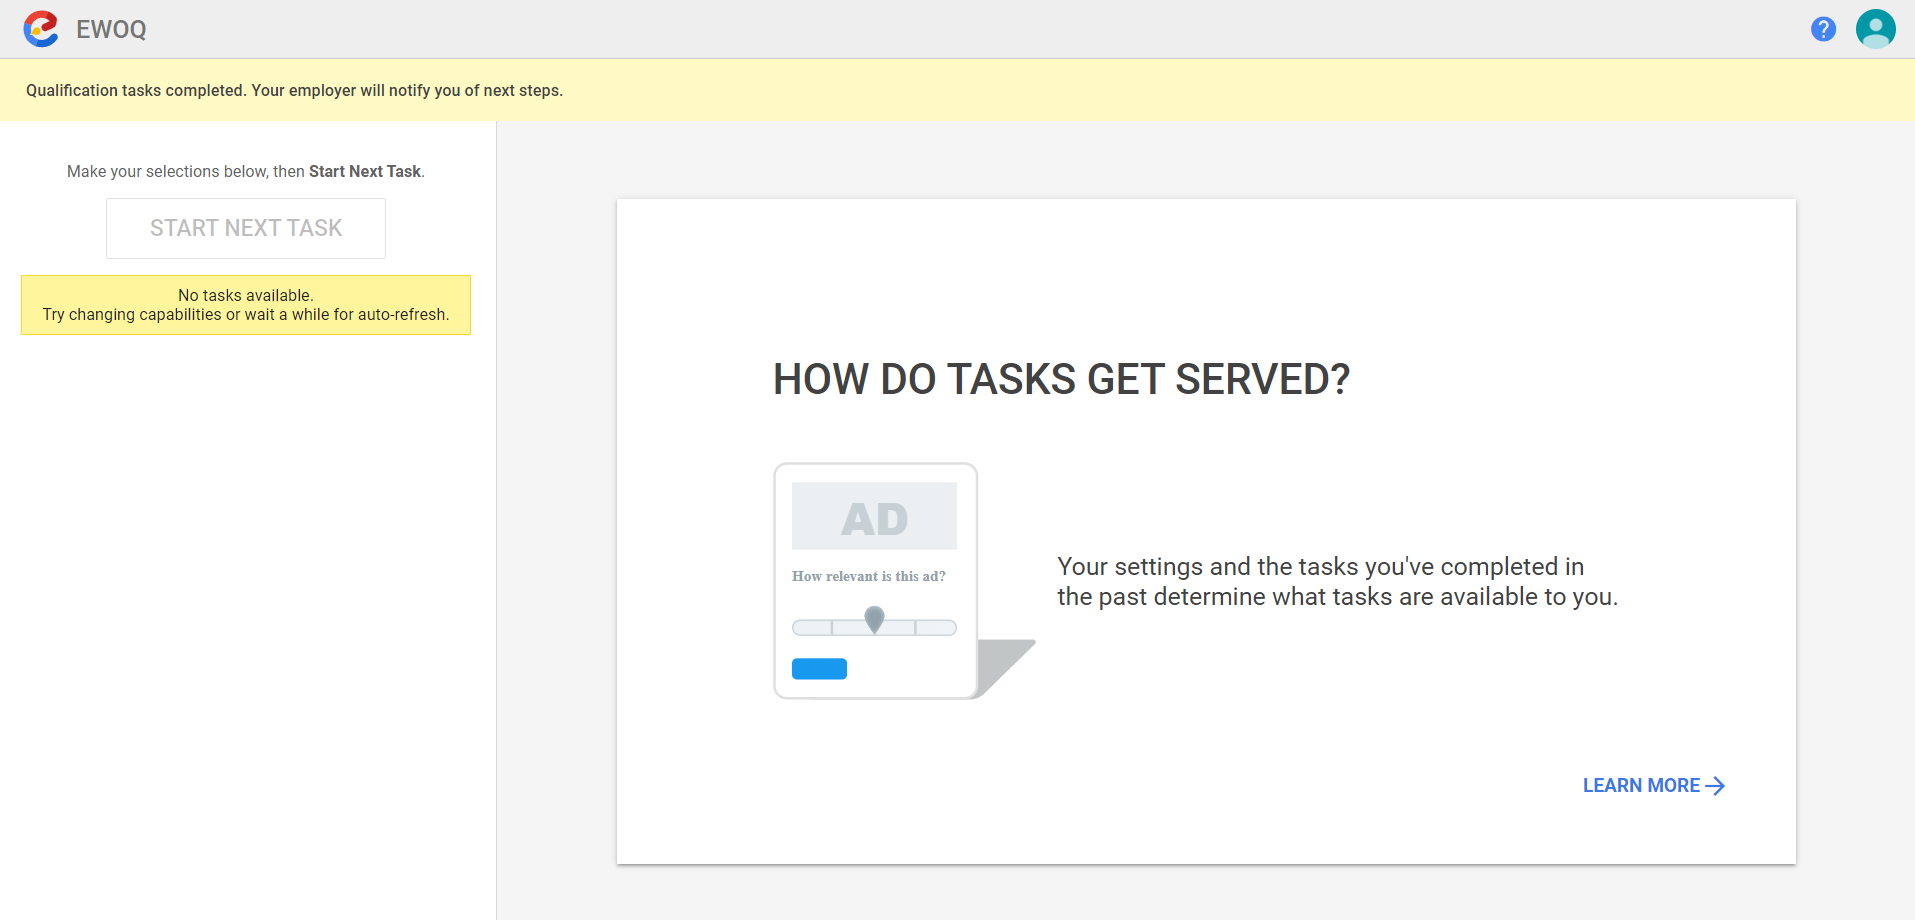 EWOQ
?
Qualification tasks completed. Your employer will notify you of next steps.
Make your selections below, then Start Next Task.
START NEXT TASK
No tasks available.
Try changing capabilities or wait a while for auto-refresh.
HOW DO TASKS GET SERVED?
AD
How relevant is this ad?
Your settings and the tasks you've completed in
the past determine what tasks are available to you.
LEARN MORE